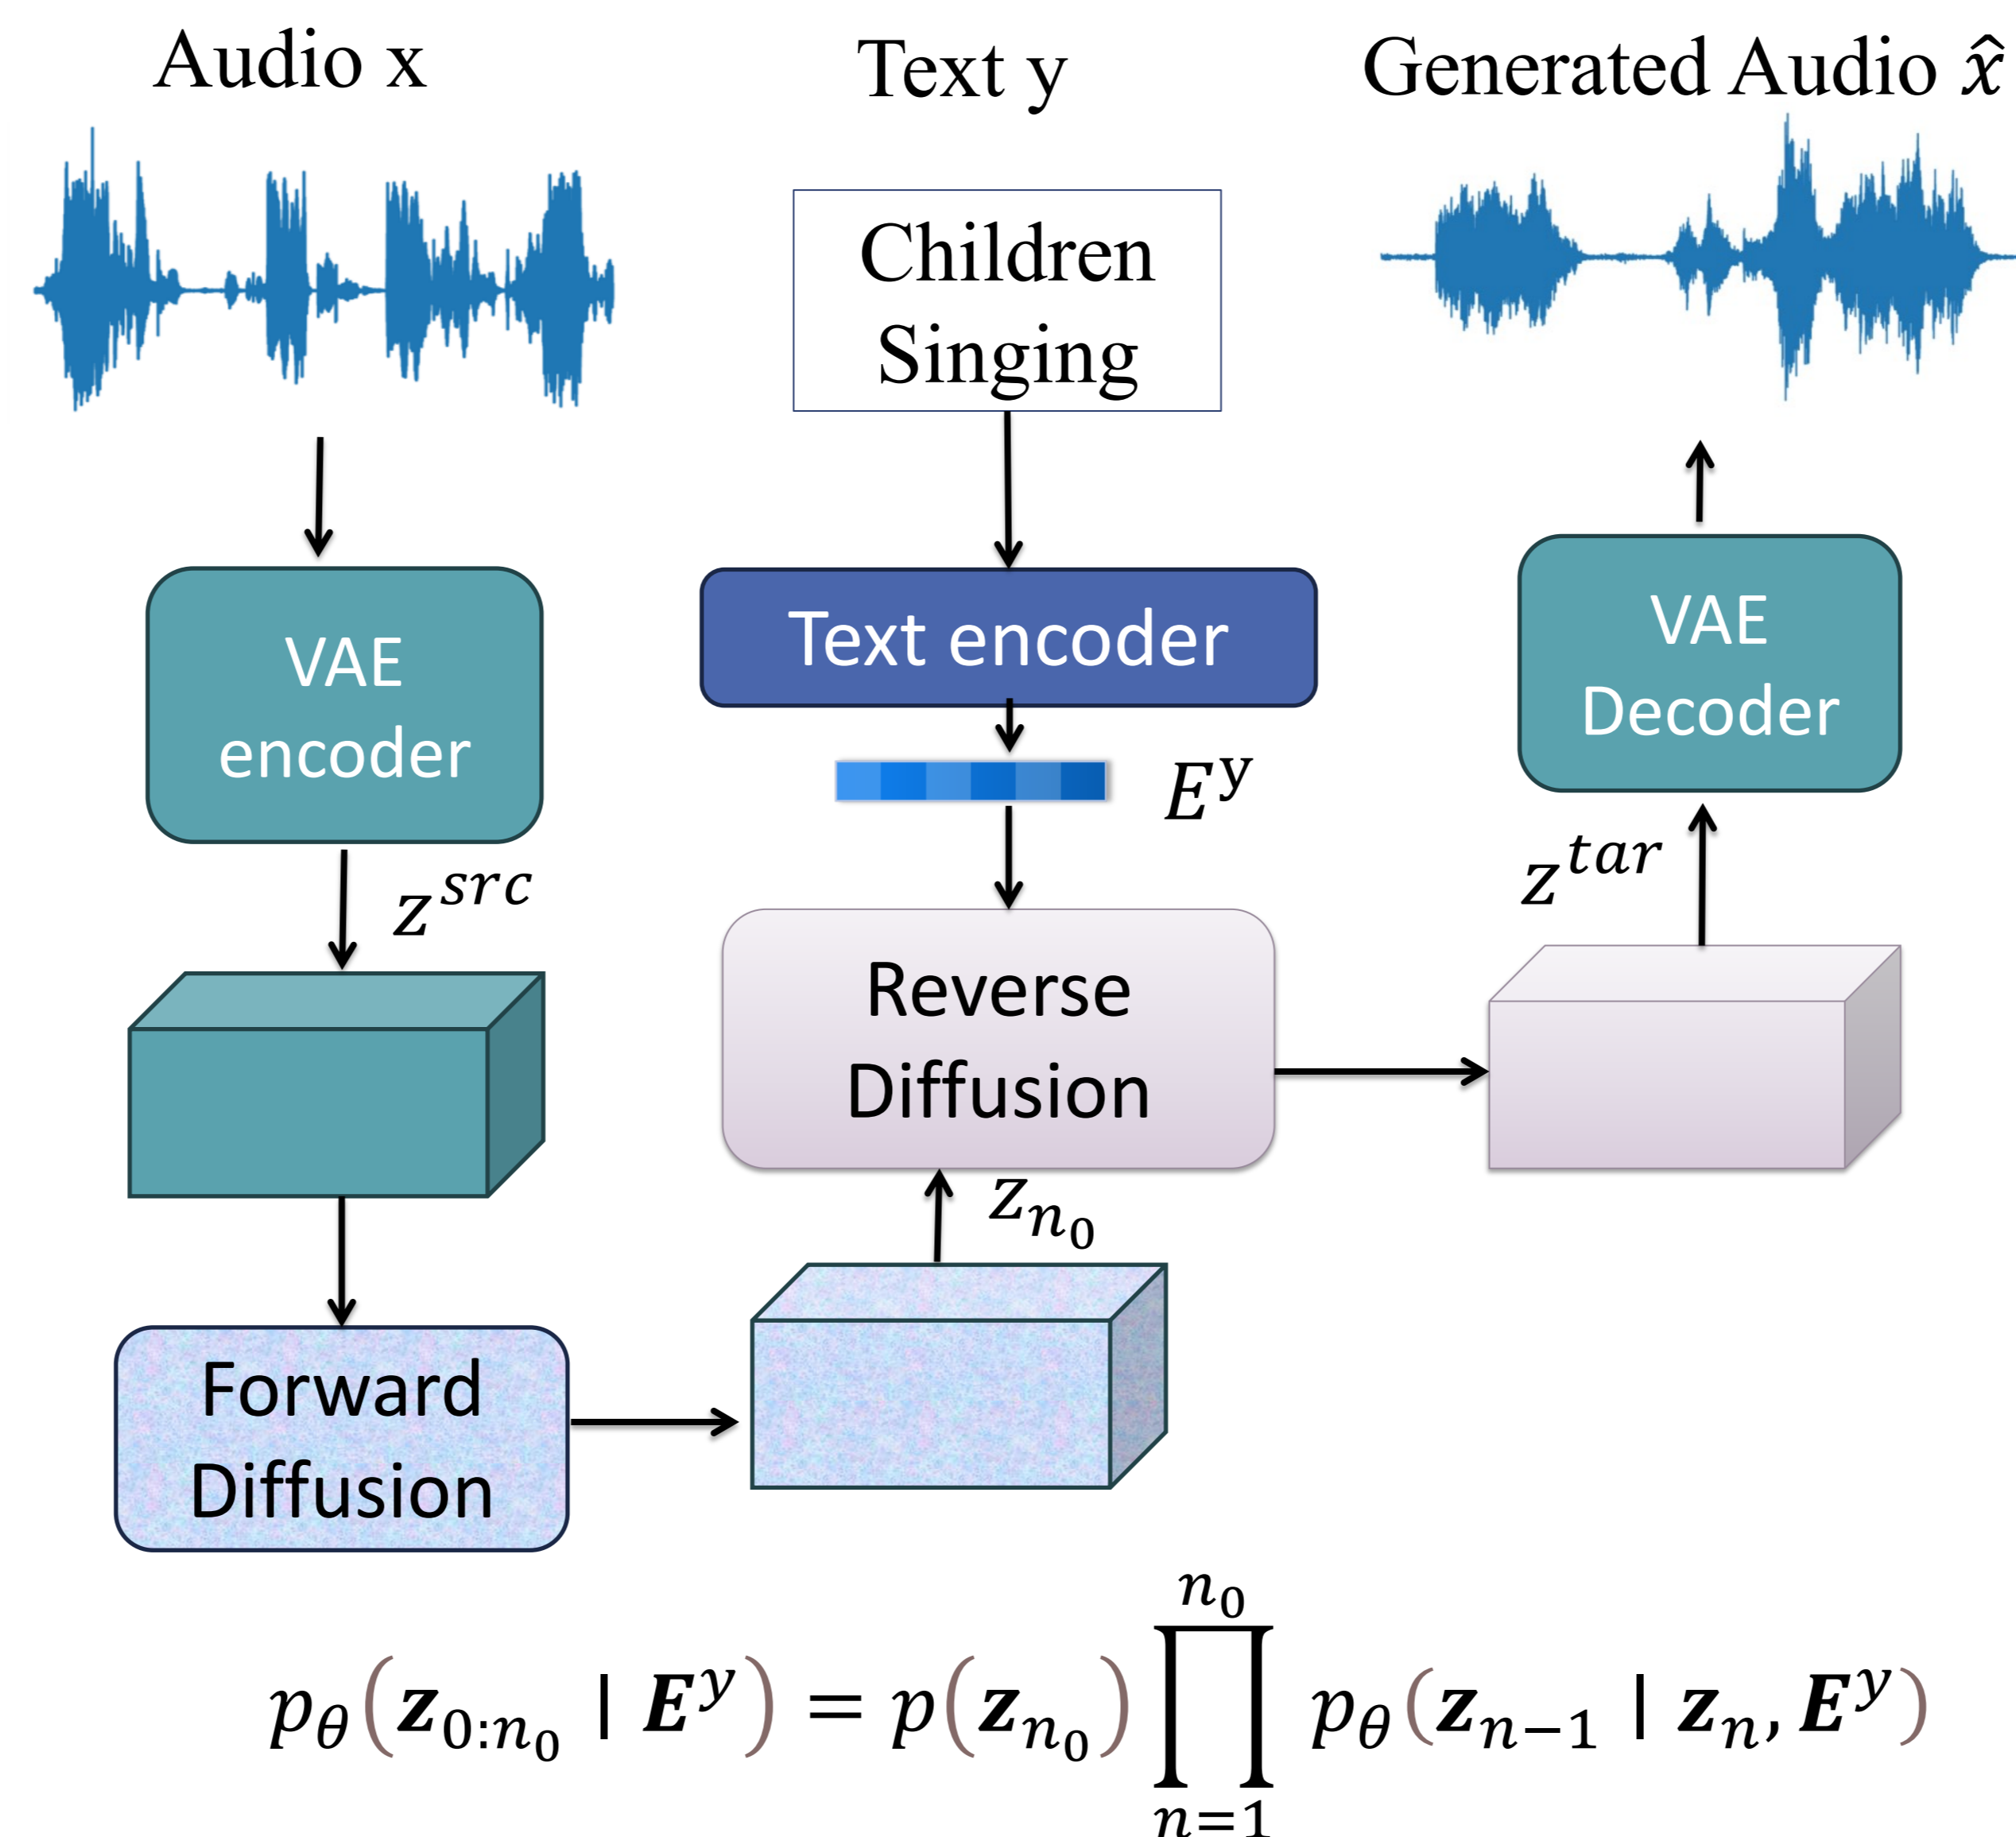 Audio x
Text y
Generated Audio x̂
Children
Singing
VAE
encoder
Text encoder
VAE
Decoder
E^y
z^{src}
z^{tar}
Reverse
Diffusion
z_{n_0}
Forward
Diffusion
p_θ(z_{0:n_0} | E^y) = p(z_{n_0}) ∏_{n=1}^{n_0} p_θ(z_{n−1} | z_n, E^y)